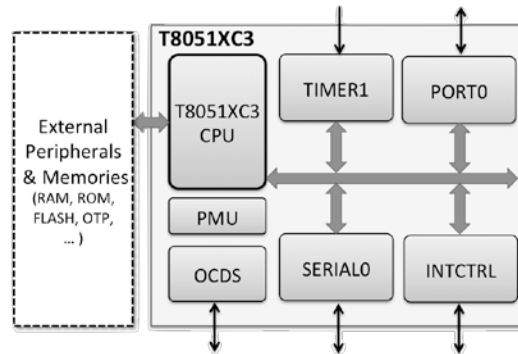 T8051XC3
External
Peripherals
& Memories
(RAM, ROM,
FLASH, OTP,
... )
T8051XC3
CPU
PMU
OCDS
TIMER1
PORT0
SERIAL0
INTCTRL